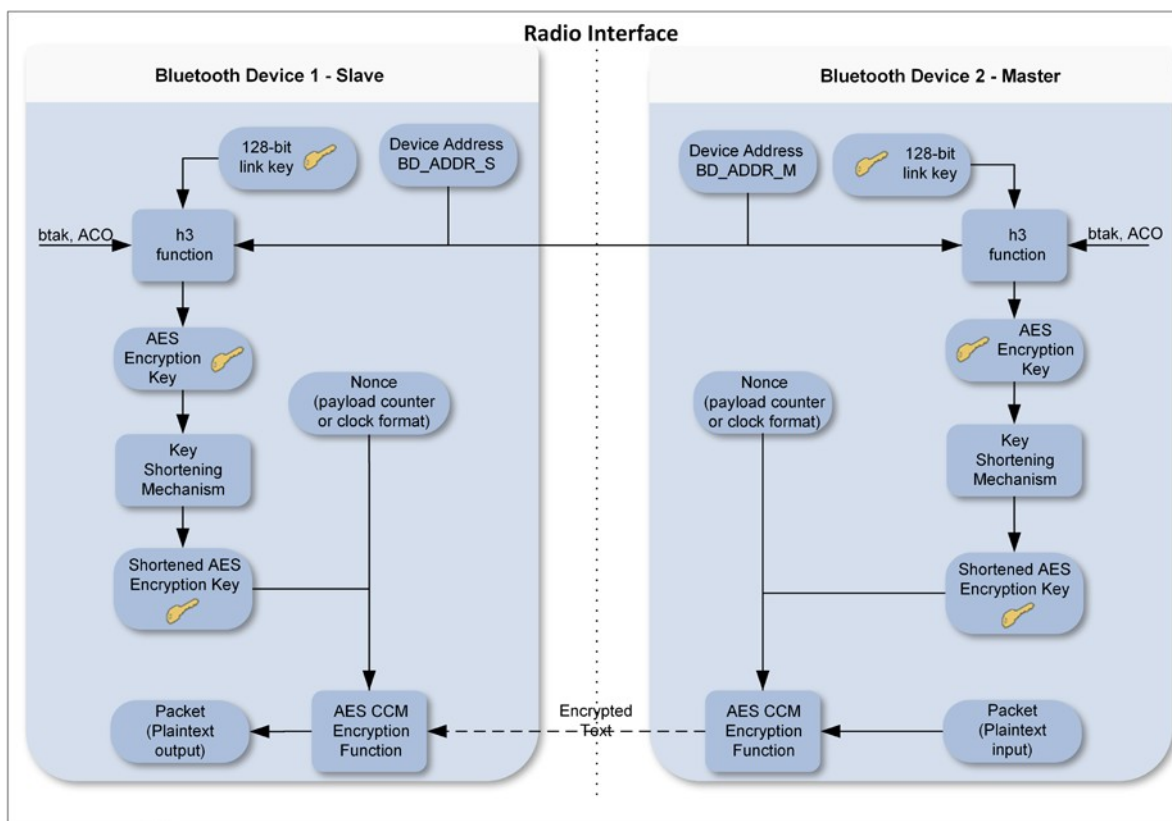 Radio Interface
Bluetooth Device 1 - Slave
128-bit
link key
Device Address
BD_ADDR_S
btak, ACO
h3
function
AES
Encryption
Key
Nonce
(payload counter
or clock format)
Key
Shortening
Mechanism
Shortened AES
Encryption Key
Packet
(Plaintext
output)
AES CCM
Encryption
Function
Encrypted
Text
Bluetooth Device 2 - Master
Device Address
BD_ADDR_M
128-bit
link key
h3
function
btak, ACO
AES
Encryption
Key
Nonce
(payload counter
or clock format)
Key
Shortening
Mechanism
Shortened AES
Encryption Key
AES CCM
Encryption
Function
Packet
(Plaintext
input)